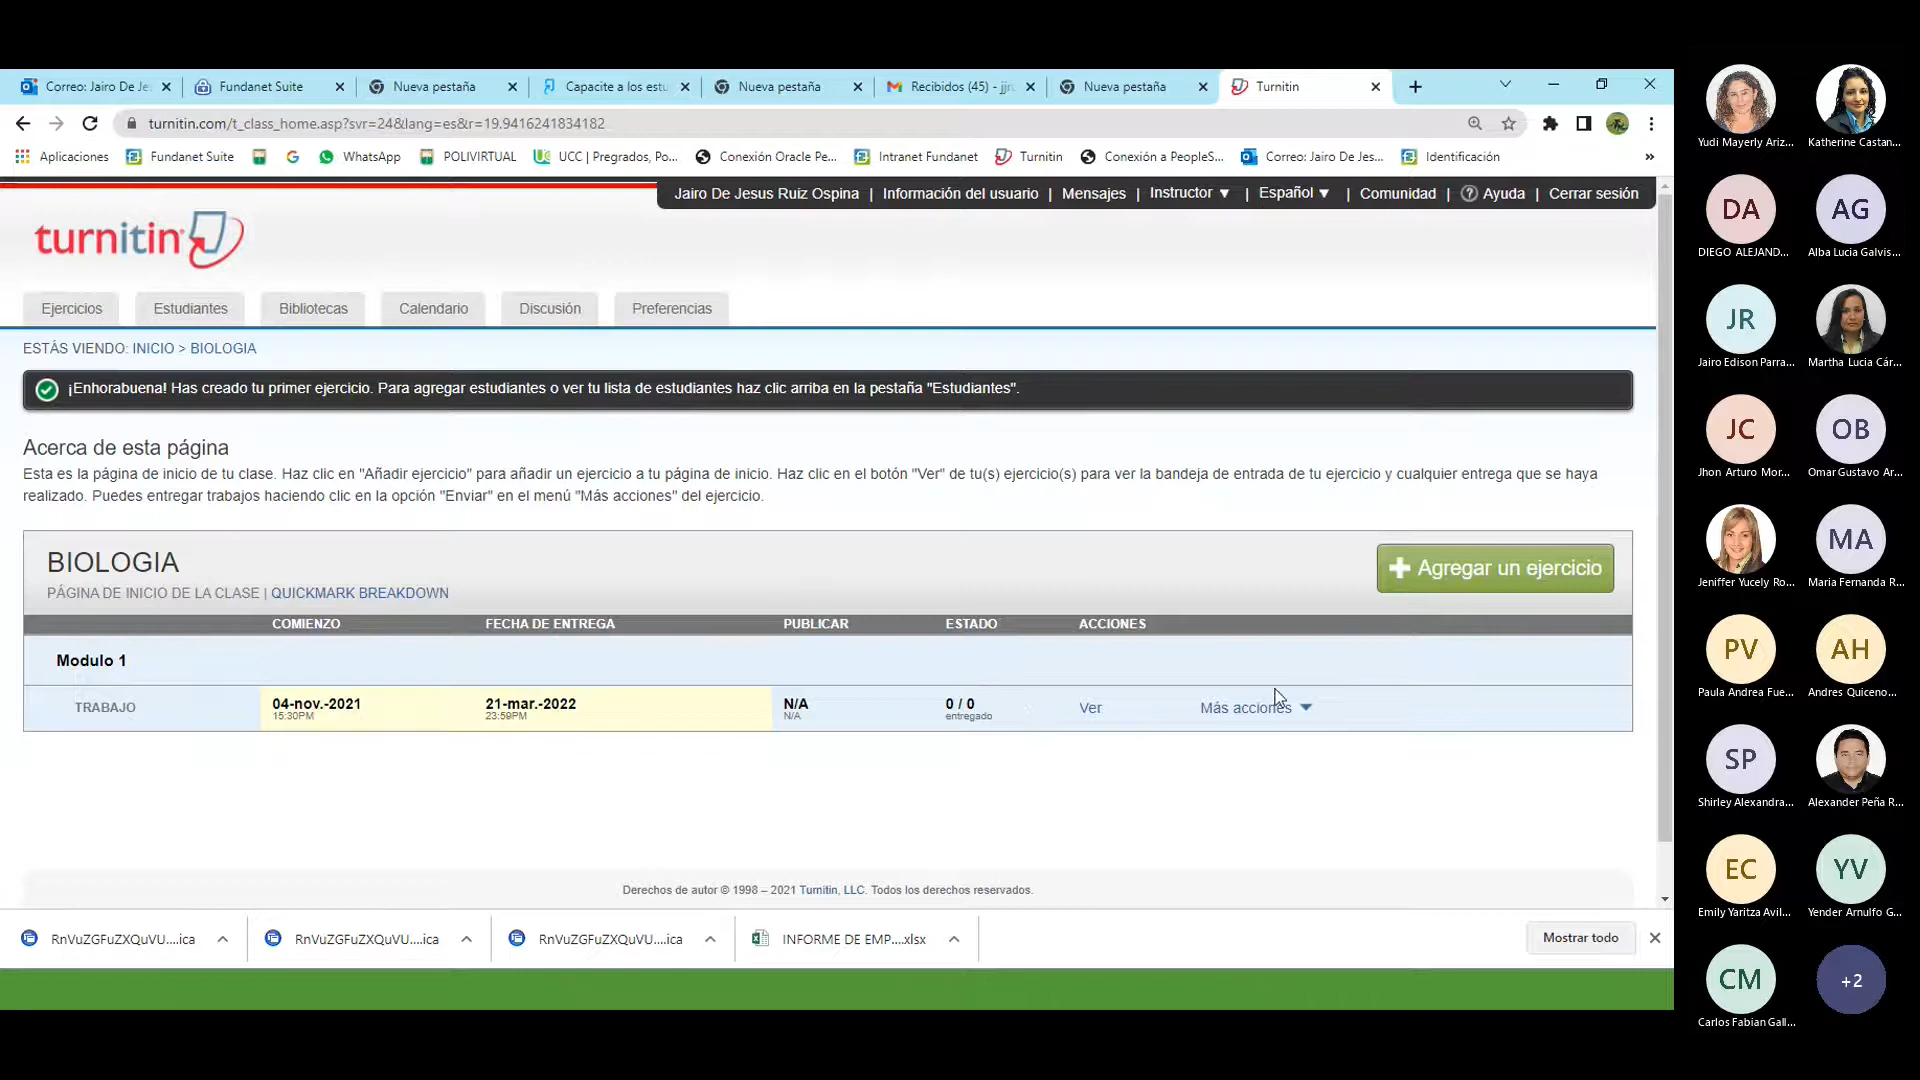 Correo: Jairo De Je
Fundanet Suite
Nueva pestaña
Capacite a los estu
Nueva pestaña
Recibidos (45) - jjru
Nueva pestaña
Turnitin
turnitin.com/t_class_home.asp?svr=24&lang=es&r=19.9416241834182
Aplicaciones
Fundanet Suite
WhatsApp
POLIVIRTUAL
UCC | Pregrados, Po...
Conexión Oracle Pe...
Intranet Fundanet
Turnitin
Conexión a PeopleS...
Correo: Jairo De Jes...
Identificación
»
Jairo De Jesus Ruiz Ospina | Información del usuario | Mensajes | Instructor ▼ | Español ▼ | Comunidad | ? Ayuda | Cerrar sesión
turnitin
Ejercicios
Estudiantes
Bibliotecas
Calendario
Discusión
Preferencias
ESTÁS VIENDO: INICIO > BIOLOGIA
¡Enhorabuena! Has creado tu primer ejercicio. Para agregar estudiantes o ver tu lista de estudiantes haz clic arriba en la pestaña "Estudiantes".
Acerca de esta página
Esta es la página de inicio de tu clase. Haz clic en "Añadir ejercicio" para añadir un ejercicio a tu página de inicio. Haz clic en el botón "Ver" de tu(s) ejercicio(s) para ver la bandeja de entrada de tu ejercicio y cualquier entrega que se haya
realizado. Puedes entregar trabajos haciendo clic en la opción "Enviar" en el menú "Más acciones" del ejercicio.
BIOLOGIA
PÁGINA DE INICIO DE LA CLASE | QUICKMARK BREAKDOWN
Agregar un ejercicio
COMIENZO FECHA DE ENTREGA PUBLICAR ESTADO ACCIONES
Modulo 1
TRABAJO 04-nov.-2021 21-mar.-2022 N/A 0 / 0 Ver Más acciones
15:30PM 23:59PM N/A entregado
Derechos de autor © 1998 – 2021 Turnitin, LLC. Todos los derechos reservados.
RnVuZGFuZXQuVU....ica
RnVuZGFuZXQuVU....ica
RnVuZGFuZXQuVU....ica
INFORME DE EMP....xlsx
Mostrar todo
Yudi Mayerly Ariz...
Katherine Castan...
DA
DIEGO ALEJAND...
AG
Alba Lucia Galvis...
JR
Jairo Edison Parra...
Martha Lucia Cár...
JC
Jhon Arturo Mor...
OB
Omar Gustavo Ar...
Jeniffer Yucely Ro...
MA
Maria Fernanda R...
PV
Paula Andrea Fue...
AH
Andres Quiceno...
SP
Shirley Alexandra...
Alexander Peña R...
EC
Emily Yaritza Avil...
YV
Yender Arnulfo G...
CM
Carlos Fabian Gall...
+2